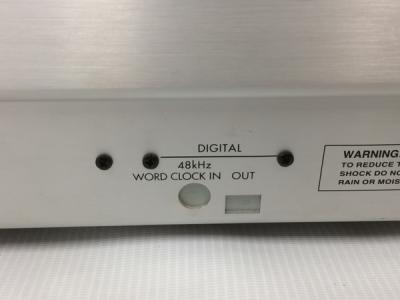 DIGITAL
48kHz
WORD CLOCK IN OUT
WARNING:
TO REDUCE T
SHOCK DO NO
RAIN OR MOIS